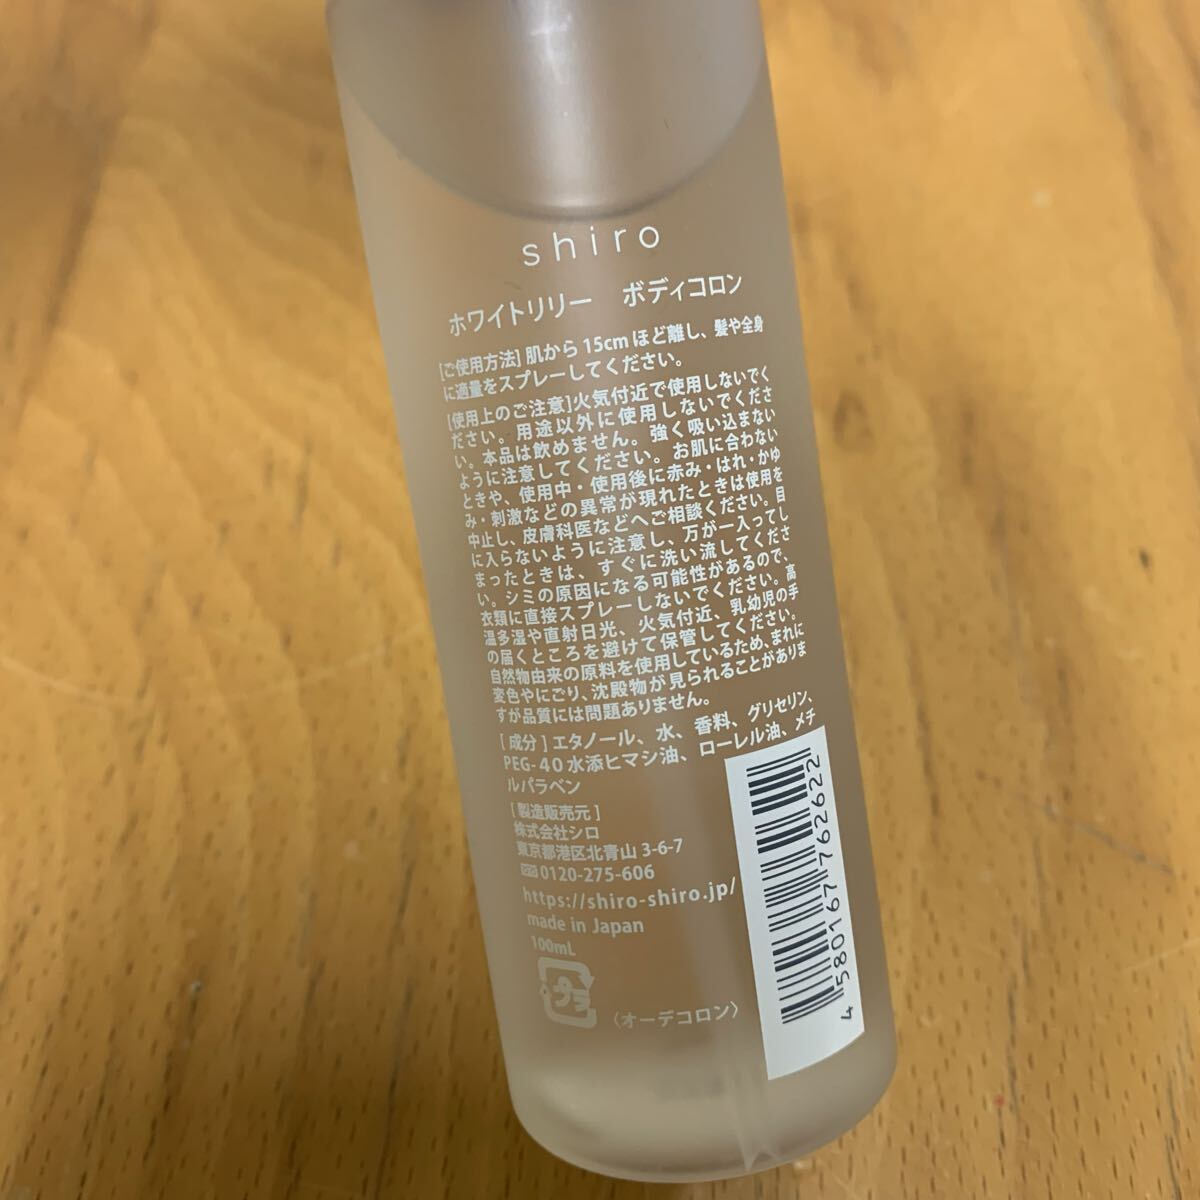 shiro
ホワイトリリー ボディコロン
[ご使用方法] 肌から 15cm ほど離し、髪や全身
に適量をスプレーしてください。
[使用上のご注意]火気付近で使用しないでく
ださい。用途以外に使用しないでくださ
い。本品は飲めません。強く吸い込まない
ように注意してください。お肌に合わない
ときや、使用中・使用後に赤み・はれ・かゆ
み・刺激などの異常が現れたときは使用を
中止し、皮膚科医などへご相談ください。目
に入らないように注意し、万が一入ってし
まったときは、すぐに洗い流してくださ
い。シミの原因になる可能性があるので、
衣類に直接スプレーしないでください。高
温多湿や直射日光、火気付近、乳幼児の手
の届くところを避けて保管してください。
自然物由来の原料を使用しているため、まれに
変色やにごり、沈殿物が見られることがありま
すが品質には問題ありません。
[ 成分 ] エタノール、水、香料、グリセリン、
PEG-40 水添ヒマシ油、ローレル油、メチ
ルパラベン
[ 製造販売元 ]
株式会社シロ
東京都港区北青山 3-6-7
0120-275-606
https://shiro-shiro.jp/
made in Japan
100mL
プラ
〈オーデコロン〉
4 580167 762622